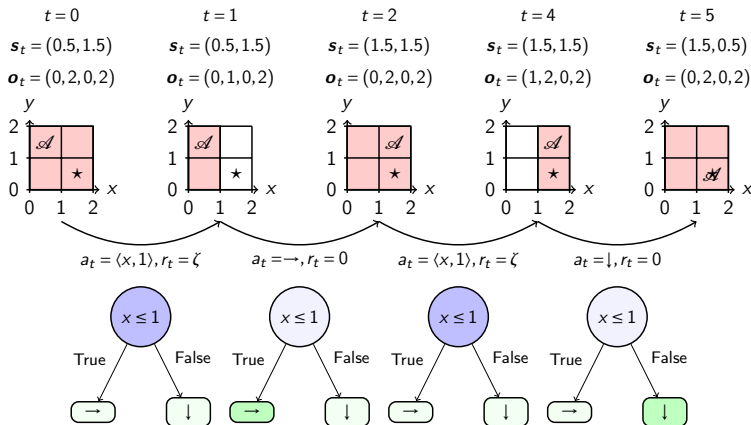 t = 0 t = 1 t = 2 t = 4 t = 5
s_t = (0.5, 1.5) s_t = (0.5, 1.5) s_t = (1.5, 1.5) s_t = (1.5, 1.5) s_t = (1.5, 0.5)
o_t = (0, 2, 0, 2) o_t = (0, 1, 0, 2) o_t = (0, 2, 0, 2) o_t = (1, 2, 0, 2) o_t = (0, 2, 0, 2)
y y y y y
2 2 2 2 2
𝒜 𝒜 𝒜 𝒜
1 1 1 1 1
★ ★ ★ ★ 𝒜★
0 x 0 x 0 x 0 x 0 x
0 1 2 0 1 2 0 1 2 0 1 2 0 1 2
a_t = ⟨x, 1⟩, r_t = ζ a_t = →, r_t = 0 a_t = ⟨x, 1⟩, r_t = ζ a_t = ↓, r_t = 0
x ≤ 1 x ≤ 1 x ≤ 1 x ≤ 1
True False True False True False True False
→ ↓ → ↓ → ↓ → ↓